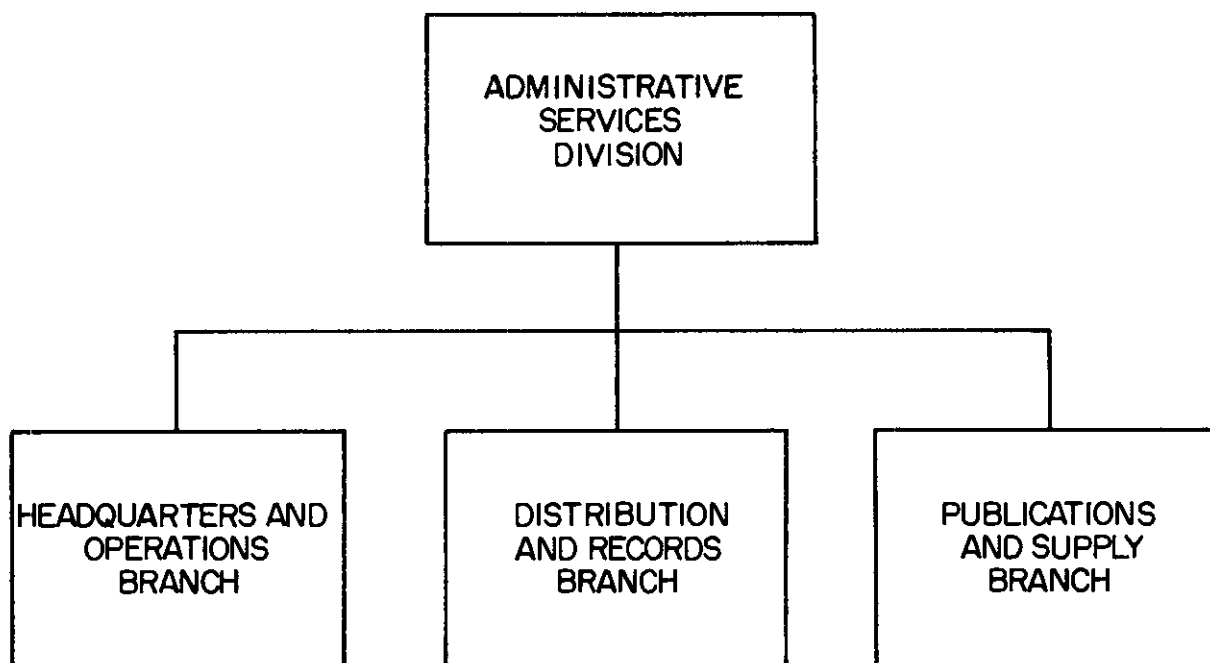 ADMINISTRATIVE
SERVICES
DIVISION
HEADQUARTERS AND
OPERATIONS
BRANCH
DISTRIBUTION
AND RECORDS
BRANCH
PUBLICATIONS
AND SUPPLY
BRANCH